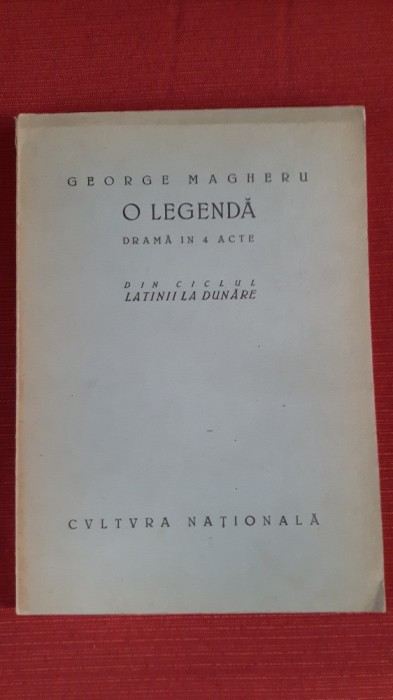 GEORGE MAGHERU
O LEGENDĂ
DRAMĂ IN 4 ACTE
DIN CICLUL
LATINII LA DUNĂRE
CVLTVRA NAȚIONALĂ